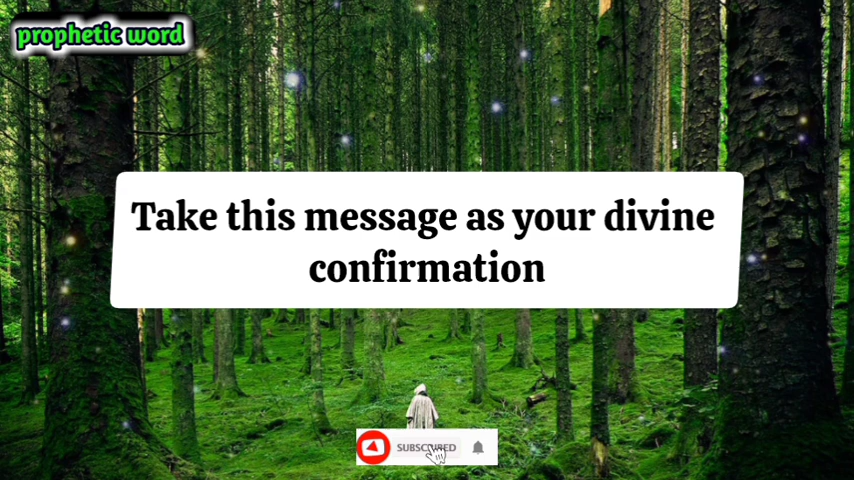 prophetic word
Take this message as your divine
confirmation
SUBSCRIBED